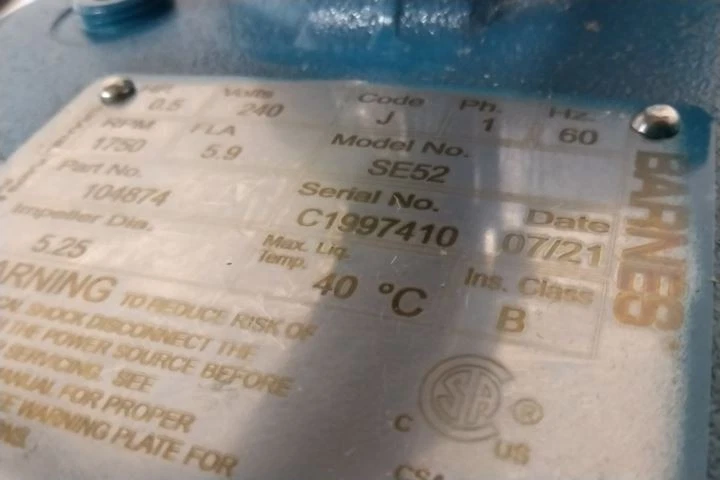 HP Volts Code Ph. Hz.
0.5 240 J 1 60
RPM FLA Model No.
1750 5.9 SE52
Part No. Serial No. Date
104874 C1997410 07/21
Impeller Dia. Max. Liq. Temp. Ins. Class
5.25 40 °C B
BARNES
WARNING TO REDUCE RISK OF
SHOCK DISCONNECT THE
THE POWER SOURCE BEFORE
SERVICING. SEE
MANUAL FOR PROPER
WARNING PLATE FOR
C US
CSA
®